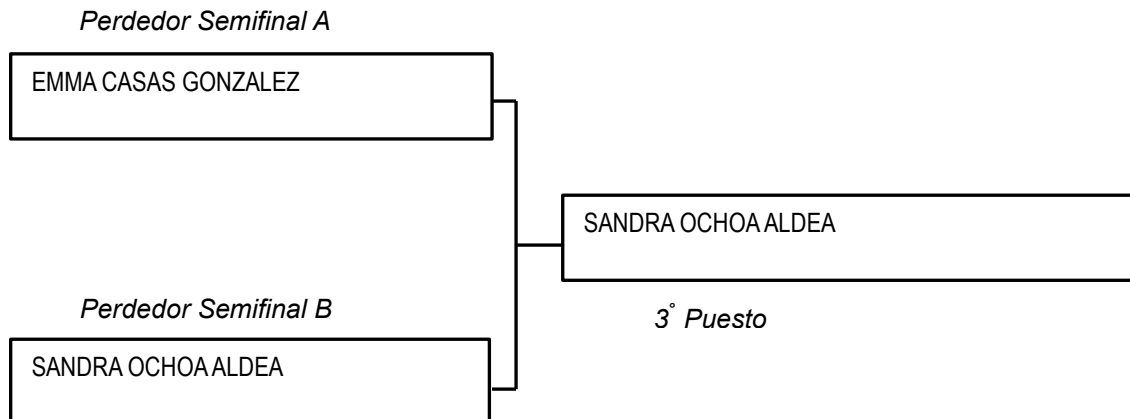 Perdedor Semifinal A
EMMA CASAS GONZALEZ
SANDRA OCHOA ALDEA
3° Puesto
Perdedor Semifinal B
SANDRA OCHOA ALDEA